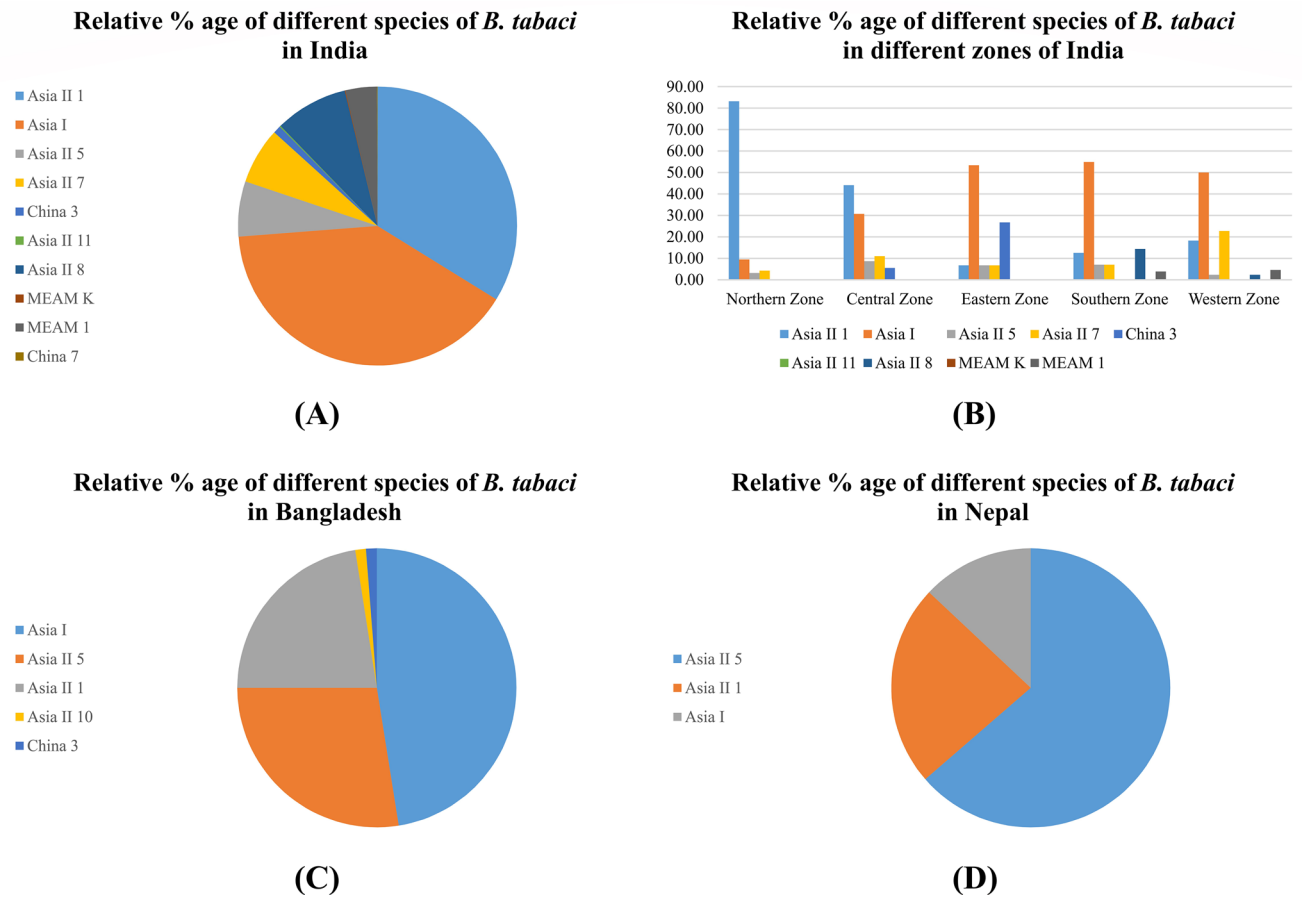 Relative % age of different species of B. tabaci
in India
Asia II 1
Asia I
Asia II 5
Asia II 7
China 3
Asia II 11
Asia II 8
MEAM K
MEAM 1
China 7
(A)
Relative % age of different species of B. tabaci
in different zones of India
90.00
80.00
70.00
60.00
50.00
40.00
30.00
20.00
10.00
0.00
Northern Zone Central Zone Eastern Zone Southern Zone Western Zone
Asia II 1 Asia I Asia II 5 Asia II 7 China 3
Asia II 11 Asia II 8 MEAM K MEAM 1
(B)
Relative % age of different species of B. tabaci
in Bangladesh
Asia I
Asia II 5
Asia II 1
Asia II 10
China 3
(C)
Relative % age of different species of B. tabaci
in Nepal
Asia II 5
Asia II 1
Asia I
(D)